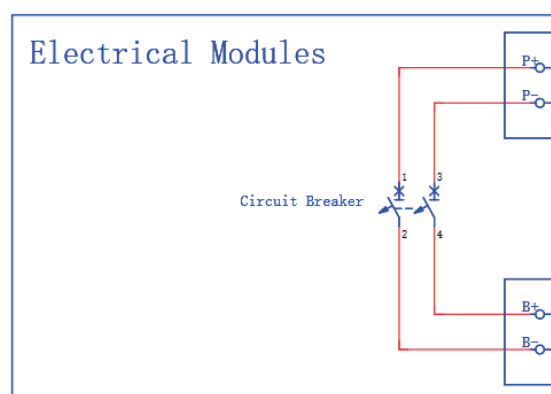 Electrical Modules
P+
P-
1
3
Circuit Breaker
2
4
B+
B-